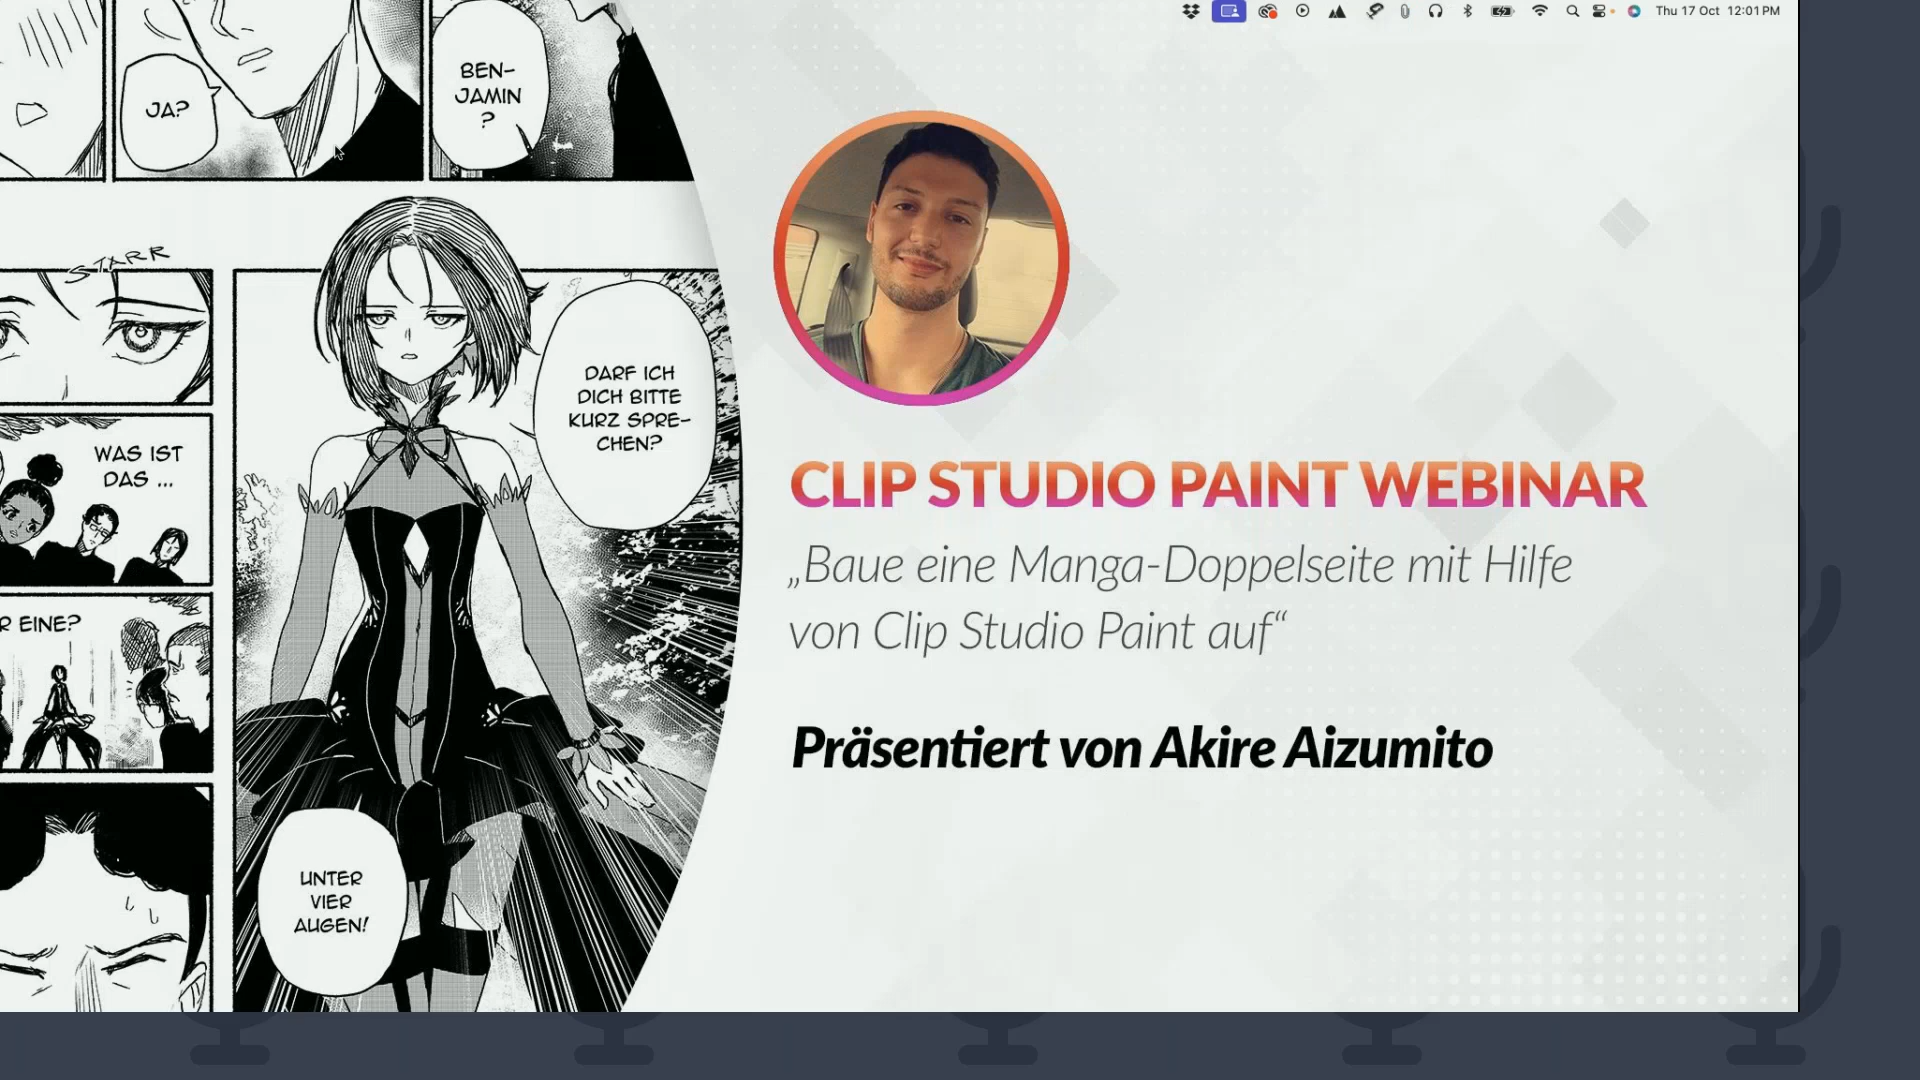 Thu 17 Oct 12:01 PM
JA?
BEN-
JAMIN
?
STARR
DARF ICH
DICH BITTE
KURZ SPRE-
CHEN?
WAS IST
DAS ...
R EINE?
UNTER
VIER
AUGEN!
CLIP STUDIO PAINT WEBINAR
„Baue eine Manga-Doppelseite mit Hilfe
von Clip Studio Paint auf“
Präsentiert von Akire Aizumito